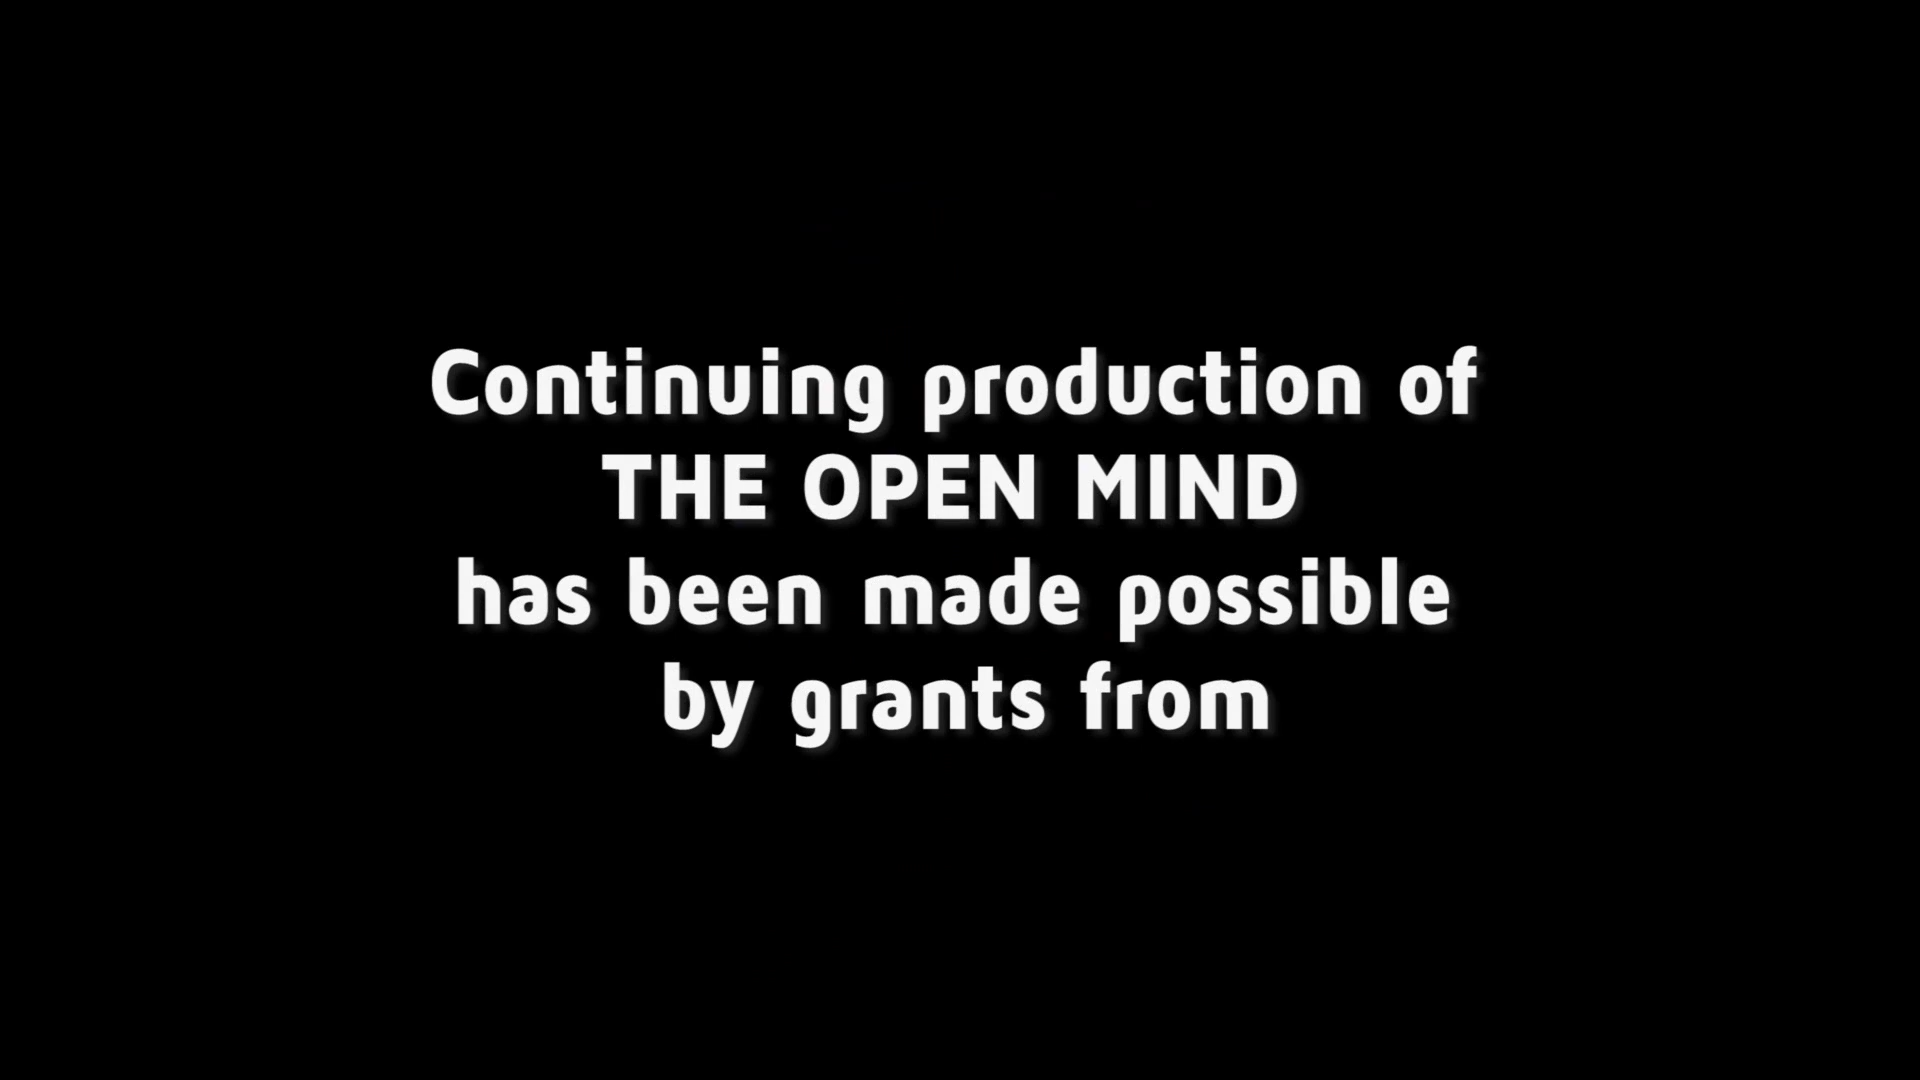 Continuing production of
THE OPEN MIND
has been made possible
by grants from